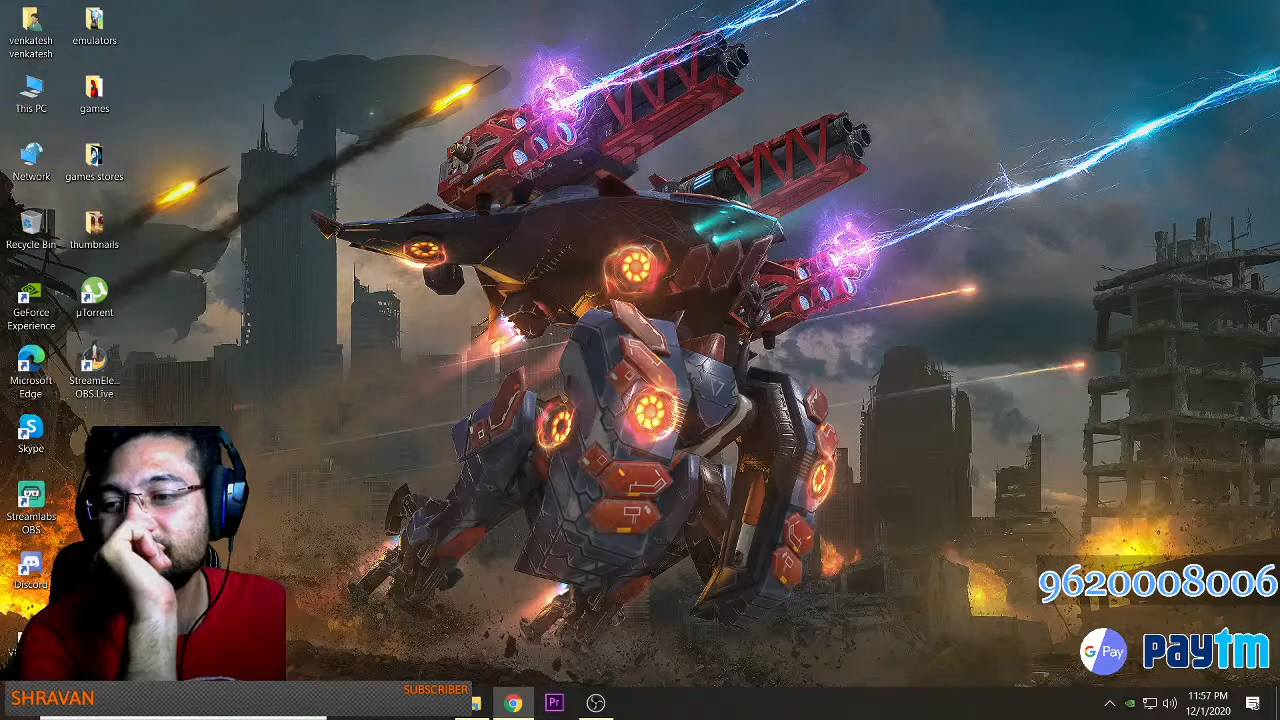 venkatesh
venkatesh
emulators
This PC
games
Network
games stores
Recycle Bin
thumbnails
GeForce
Experience
µTorrent
Microsoft
Edge
StreamEle...
OBS.Live
Skype
Streamlabs
OBS
Discord
9620008006
G Pay
paytm
SHRAVAN
SUBSCRIBER
Pr
11:57 PM
12/1/2020